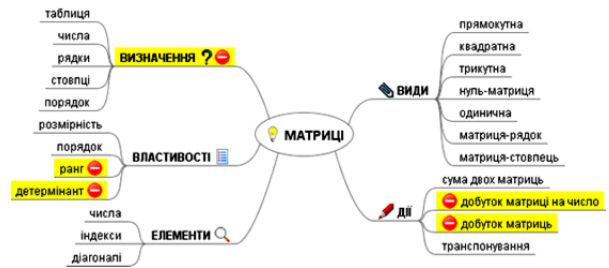 МАТРИЦІ
ВИЗНАЧЕННЯ
таблиця
числа
рядки
стовпці
порядок
ВЛАСТИВОСТІ
розмірність
порядок
ранг
детермінант
ЕЛЕМЕНТИ
числа
індекси
діагоналі
ВИДИ
прямокутна
квадратна
трикутна
нуль-матриця
одинична
матриця-рядок
матриця-стовпець
ДІЇ
сума двох матриць
добуток матриці на число
добуток матриць
транспонування